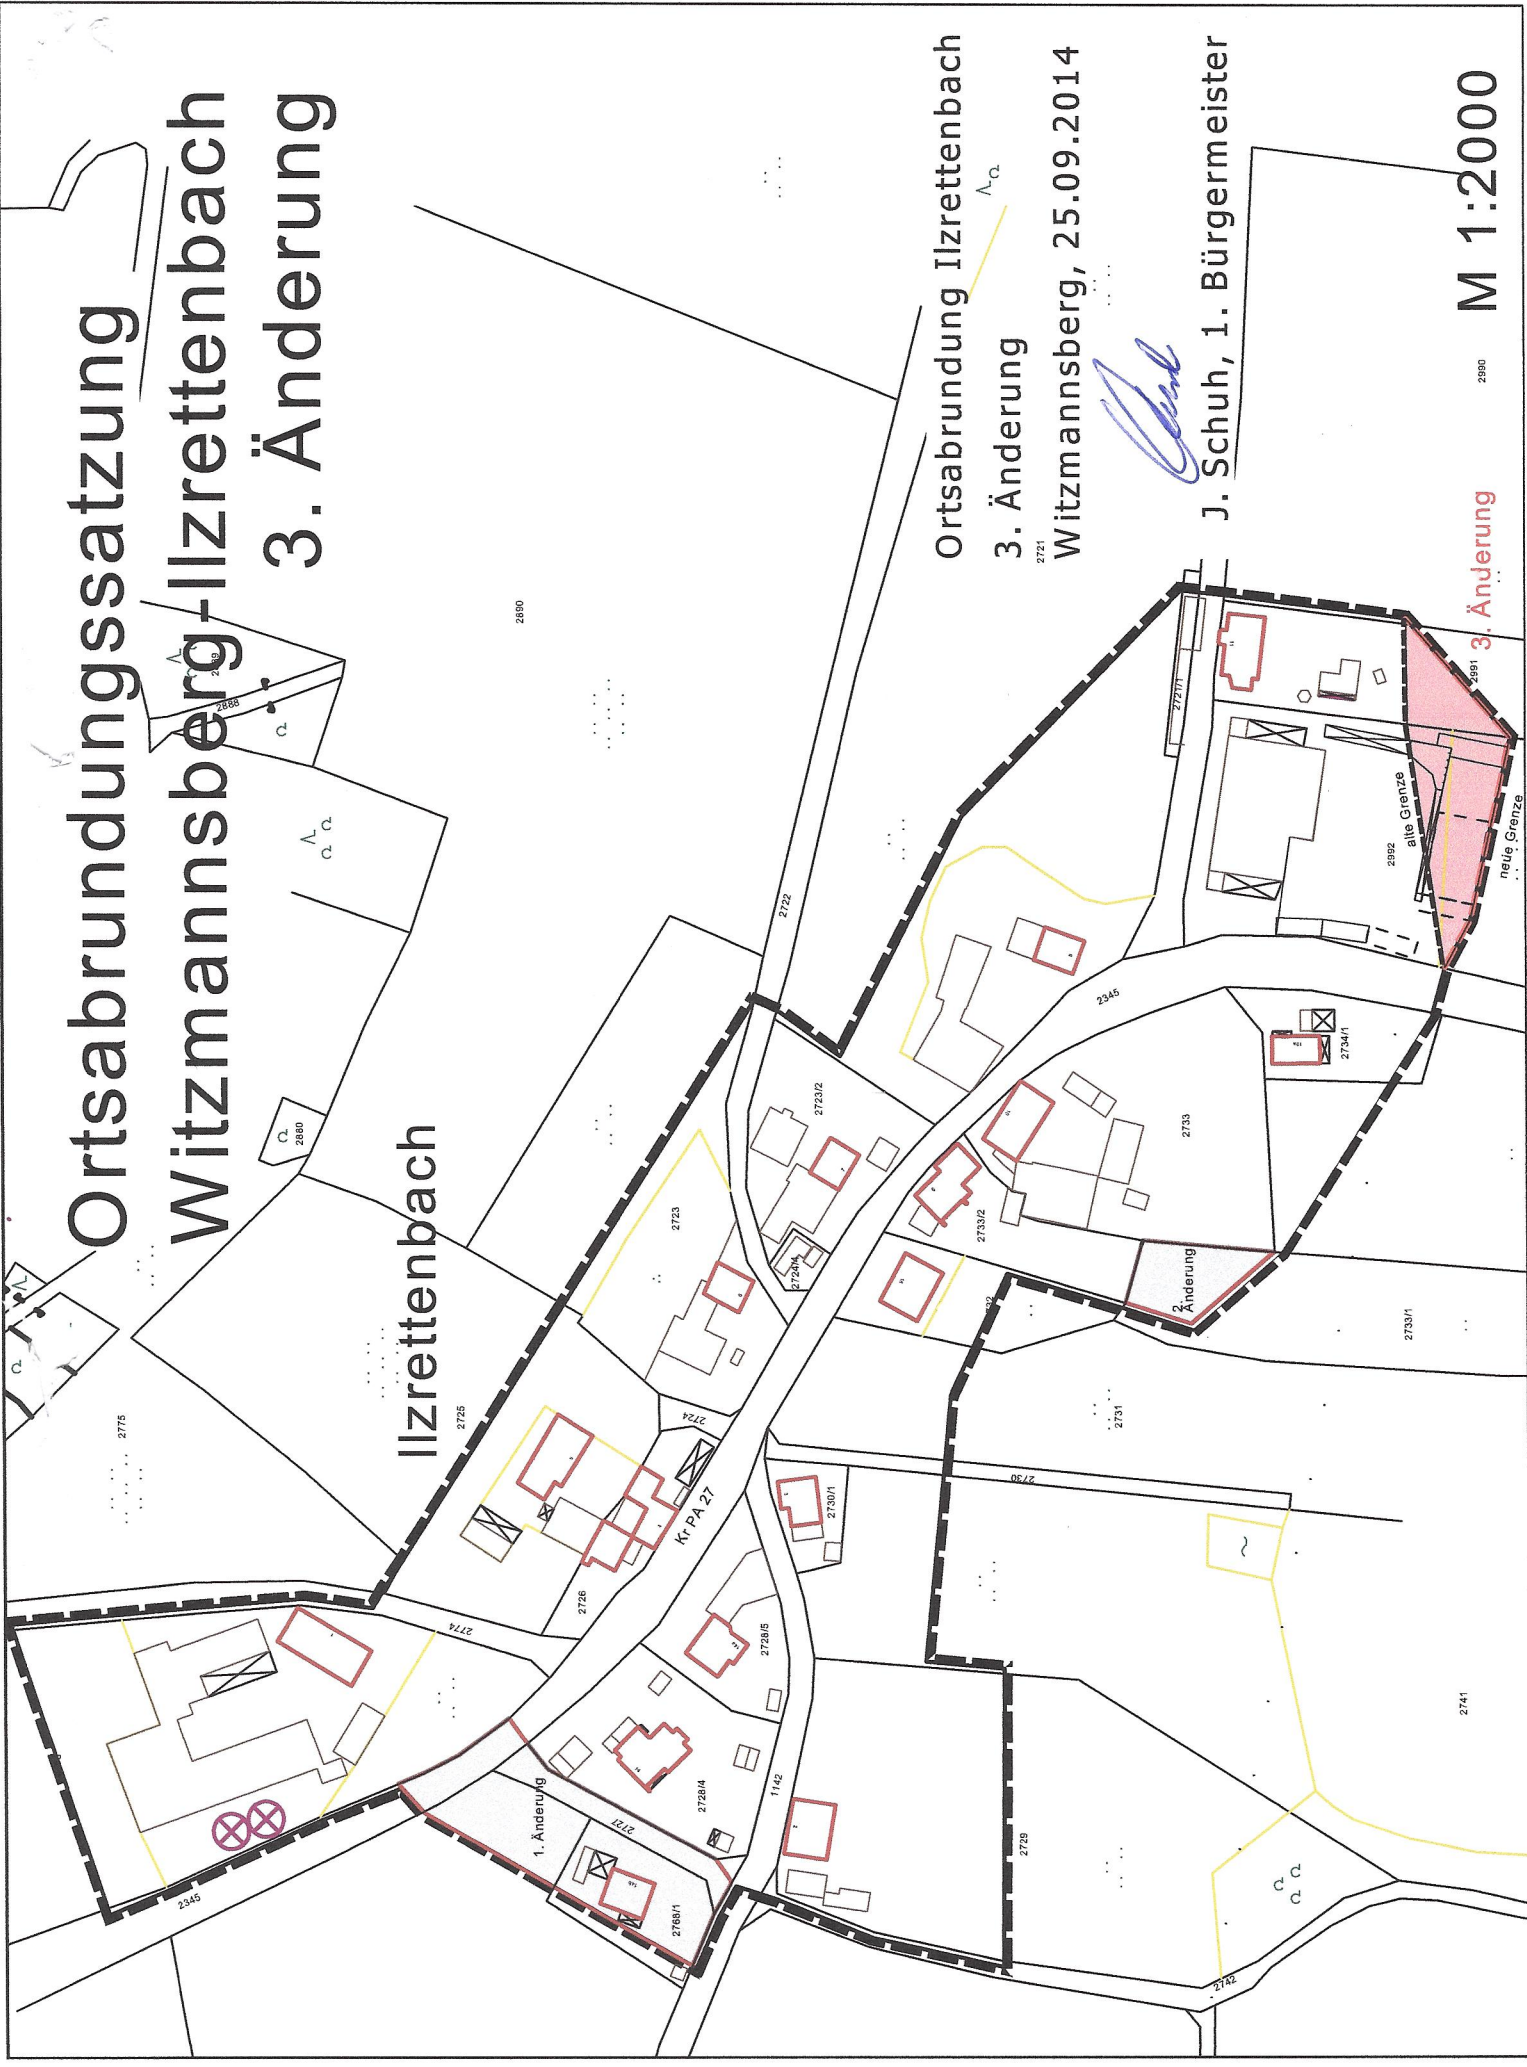 Ortsabrundungssatzung
Witzmannsberg-Ilzrettenbach
3. Änderung
Ilzrettenbach
Ortsabrundung Ilzrettenbach
3. Änderung
Witzmannsberg, 25.09.2014
J. Schuh, 1. Bürgermeister
M 1:2000
3. Änderung
alte Grenze
neue Grenze
2. Änderung
1. Änderung
Kr PA 27
2888
2890
2880
2775
2725
2722
2721
2721/1
2990
2991
2992
2723
2723/2
2724/4
2724
2726
2774
2345
2345
2733
2733/2
2734/1
2733/1
2731
2730
2730/1
2728/5
2728/4
2727
2768/1
1142
2729
2741
2742